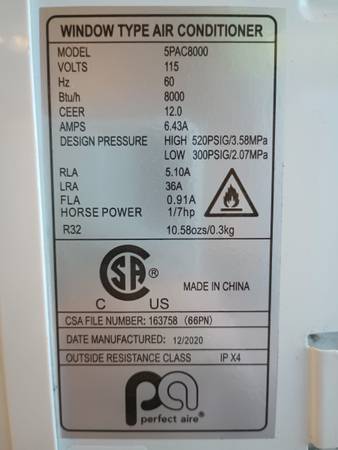 WINDOW TYPE AIR CONDITIONER
MODEL 5PAC8000
VOLTS 115
Hz 60
Btu/h 8000
CEER 12.0
AMPS 6.43A
DESIGN PRESSURE HIGH 520PSIG/3.58MPa
LOW 300PSIG/2.07MPa
RLA 5.10A
LRA 36A
FLA 0.91A
HORSE POWER 1/7hp
R32 10.58ozs/0.3kg
CSA ®
C US
MADE IN CHINA
CSA FILE NUMBER: 163758 (66PN)
DATE MANUFACTURED: 12/2020
OUTSIDE RESISTANCE CLASS IP X4
pa
perfect aire®